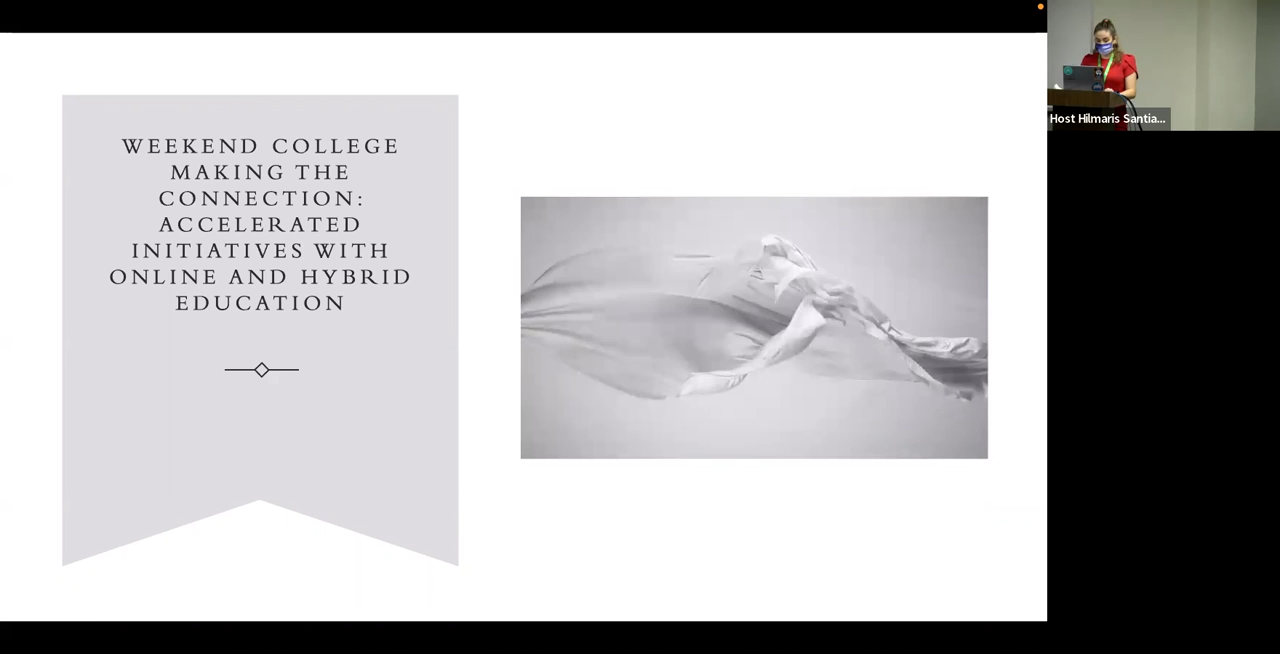 WEEKEND COLLEGE
MAKING THE
CONNECTION:
ACCELERATED
INITIATIVES WITH
ONLINE AND HYBRID
EDUCATION
Host Hilmaris Santia...